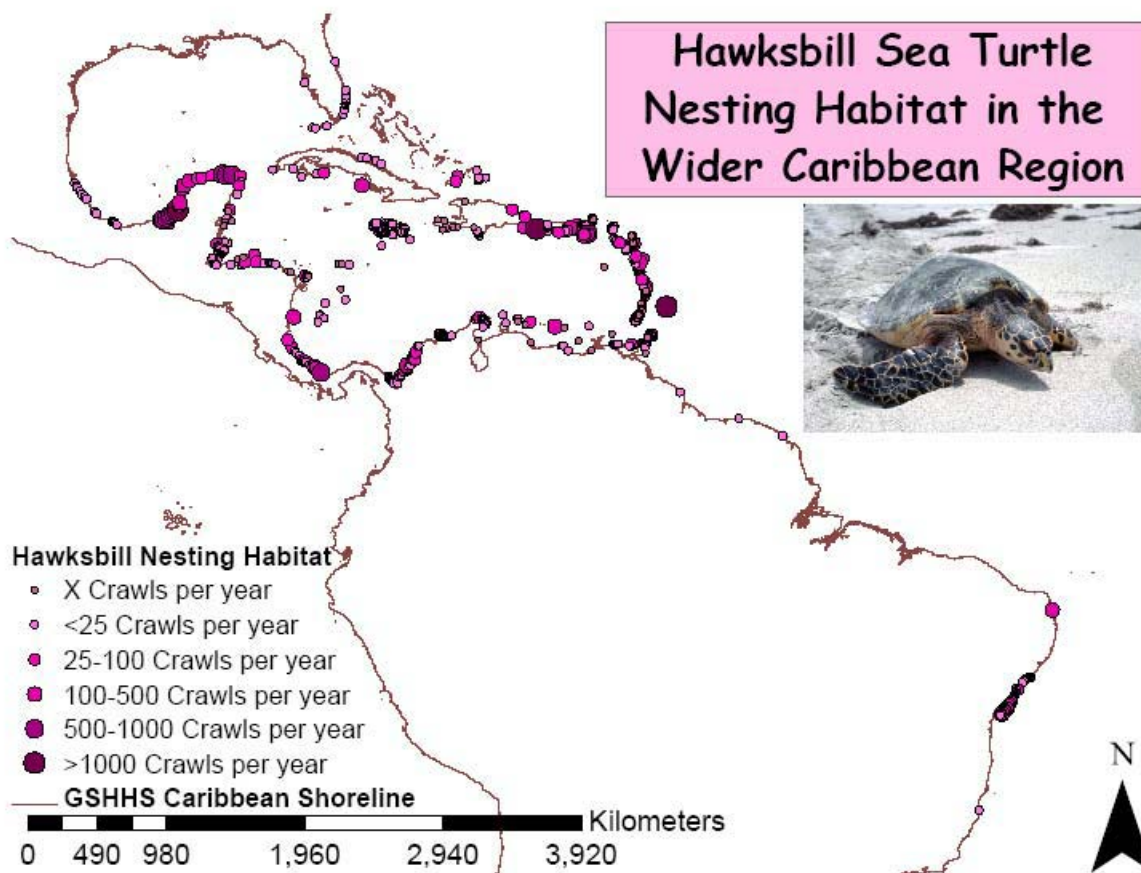 Hawksbill Sea Turtle
Nesting Habitat in the
Wider Caribbean Region
Hawksbill Nesting Habitat
X Crawls per year
<25 Crawls per year
25-100 Crawls per year
100-500 Crawls per year
500-1000 Crawls per year
>1000 Crawls per year
GSHHS Caribbean Shoreline
Kilometers
0 490 980 1,960 2,940 3,920
N